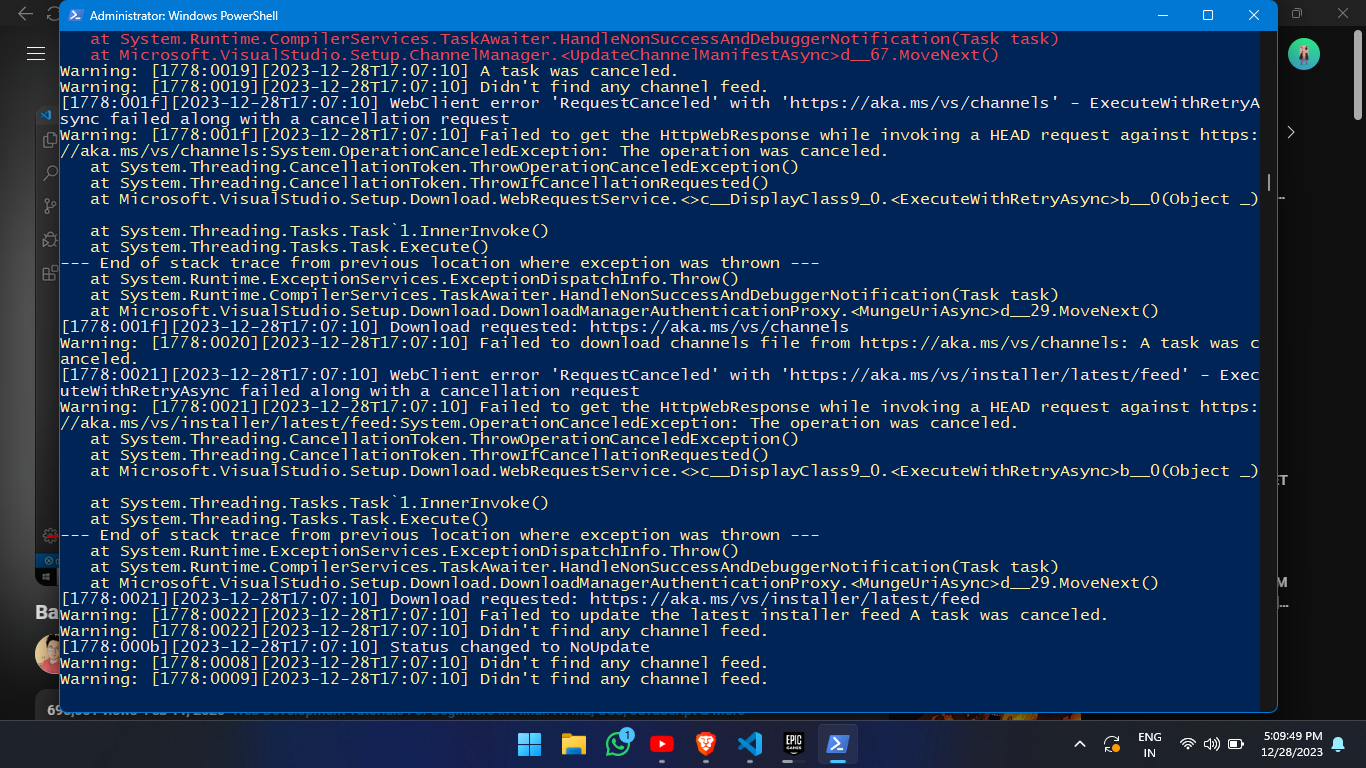 Administrator: Windows PowerShell
at System.Runtime.CompilerServices.TaskAwaiter.HandleNonSuccessAndDebuggerNotification(Task task)
at Microsoft.VisualStudio.Setup.ChannelManager.<UpdateChannelManifestAsync>d__67.MoveNext()
Warning: [1778:0019][2023-12-28T17:07:10] A task was canceled.
Warning: [1778:0019][2023-12-28T17:07:10] Didn't find any channel feed.
[1778:001f][2023-12-28T17:07:10] WebClient error 'RequestCanceled' with 'https://aka.ms/vs/channels' - ExecuteWithRetryA
sync failed along with a cancellation request
Warning: [1778:001f][2023-12-28T17:07:10] Failed to get the HttpWebResponse while invoking a HEAD request against https:
//aka.ms/vs/channels:System.OperationCanceledException: The operation was canceled.
at System.Threading.CancellationToken.ThrowOperationCanceledException()
at System.Threading.CancellationToken.ThrowIfCancellationRequested()
at Microsoft.VisualStudio.Setup.Download.WebRequestService.<>c__DisplayClass9_0.<ExecuteWithRetryAsync>b__0(Object _)
at System.Threading.Tasks.Task`1.InnerInvoke()
at System.Threading.Tasks.Task.Execute()
--- End of stack trace from previous location where exception was thrown ---
at System.Runtime.ExceptionServices.ExceptionDispatchInfo.Throw()
at System.Runtime.CompilerServices.TaskAwaiter.HandleNonSuccessAndDebuggerNotification(Task task)
at Microsoft.VisualStudio.Setup.Download.DownloadManagerAuthenticationProxy.<MungeUriAsync>d__29.MoveNext()
[1778:001f][2023-12-28T17:07:10] Download requested: https://aka.ms/vs/channels
Warning: [1778:0020][2023-12-28T17:07:10] Failed to download channels file from https://aka.ms/vs/channels: A task was c
anceled.
[1778:0021][2023-12-28T17:07:10] WebClient error 'RequestCanceled' with 'https://aka.ms/vs/installer/latest/feed' - Exec
uteWithRetryAsync failed along with a cancellation request
Warning: [1778:0021][2023-12-28T17:07:10] Failed to get the HttpWebResponse while invoking a HEAD request against https:
//aka.ms/vs/installer/latest/feed:System.OperationCanceledException: The operation was canceled.
at System.Threading.CancellationToken.ThrowOperationCanceledException()
at System.Threading.CancellationToken.ThrowIfCancellationRequested()
at Microsoft.VisualStudio.Setup.Download.WebRequestService.<>c__DisplayClass9_0.<ExecuteWithRetryAsync>b__0(Object _)
at System.Threading.Tasks.Task`1.InnerInvoke()
at System.Threading.Tasks.Task.Execute()
--- End of stack trace from previous location where exception was thrown ---
at System.Runtime.ExceptionServices.ExceptionDispatchInfo.Throw()
at System.Runtime.CompilerServices.TaskAwaiter.HandleNonSuccessAndDebuggerNotification(Task task)
at Microsoft.VisualStudio.Setup.Download.DownloadManagerAuthenticationProxy.<MungeUriAsync>d__29.MoveNext()
[1778:0021][2023-12-28T17:07:10] Download requested: https://aka.ms/vs/installer/latest/feed
Warning: [1778:0022][2023-12-28T17:07:10] Failed to update the latest installer feed A task was canceled.
Warning: [1778:0022][2023-12-28T17:07:10] Didn't find any channel feed.
[1778:000b][2023-12-28T17:07:10] Status changed to NoUpdate
Warning: [1778:0008][2023-12-28T17:07:10] Didn't find any channel feed.
Warning: [1778:0009][2023-12-28T17:07:10] Didn't find any channel feed.
Ba
1
EPIC
GAMES
ENG
IN
5:09:49 PM
12/28/2023